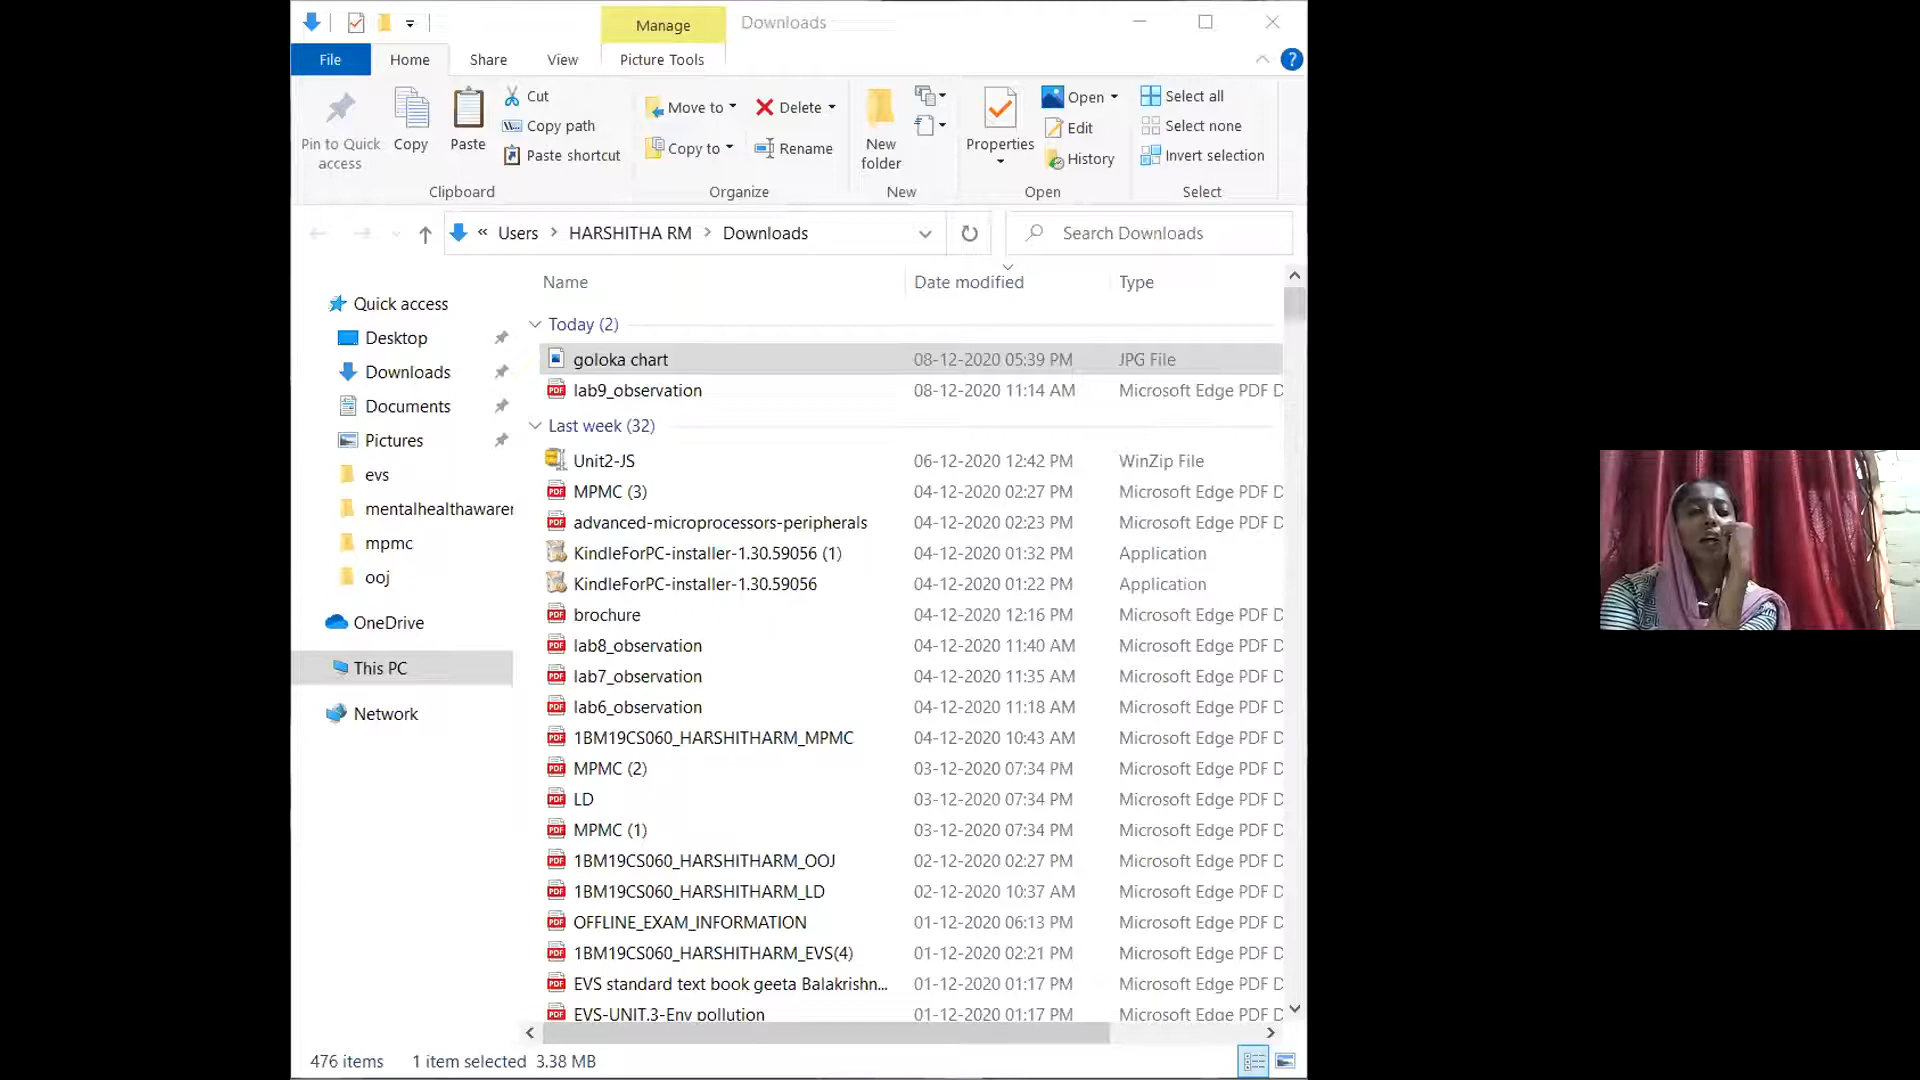 Manage Downloads
File Home Share View Picture Tools
Pin to Quick access
Copy
Paste
Cut
Copy path
Paste shortcut
Clipboard
Move to
Copy to
Delete
Rename
Organize
New folder
New
Properties
Open
Edit
History
Open
Select all
Select none
Invert selection
Select
« Users > HARSHITHA RM > Downloads
Search Downloads
Quick access
Desktop
Downloads
Documents
Pictures
evs
mentalhealthawarer
mpmc
ooj
OneDrive
This PC
Network
Name Date modified Type
Today (2)
goloka chart 08-12-2020 05:39 PM JPG File
lab9_observation 08-12-2020 11:14 AM Microsoft Edge PDF D
Last week (32)
Unit2-JS 06-12-2020 12:42 PM WinZip File
MPMC (3) 04-12-2020 02:27 PM Microsoft Edge PDF D
advanced-microprocessors-peripherals 04-12-2020 02:23 PM Microsoft Edge PDF D
KindleForPC-installer-1.30.59056 (1) 04-12-2020 01:32 PM Application
KindleForPC-installer-1.30.59056 04-12-2020 01:22 PM Application
brochure 04-12-2020 12:16 PM Microsoft Edge PDF D
lab8_observation 04-12-2020 11:40 AM Microsoft Edge PDF D
lab7_observation 04-12-2020 11:35 AM Microsoft Edge PDF D
lab6_observation 04-12-2020 11:18 AM Microsoft Edge PDF D
1BM19CS060_HARSHITHARM_MPMC 04-12-2020 10:43 AM Microsoft Edge PDF D
MPMC (2) 03-12-2020 07:34 PM Microsoft Edge PDF D
LD 03-12-2020 07:34 PM Microsoft Edge PDF D
MPMC (1) 03-12-2020 07:34 PM Microsoft Edge PDF D
1BM19CS060_HARSHITHARM_OOJ 02-12-2020 02:27 PM Microsoft Edge PDF D
1BM19CS060_HARSHITHARM_LD 02-12-2020 10:37 AM Microsoft Edge PDF D
OFFLINE_EXAM_INFORMATION 01-12-2020 06:13 PM Microsoft Edge PDF D
1BM19CS060_HARSHITHARM_EVS(4) 01-12-2020 02:21 PM Microsoft Edge PDF D
EVS standard text book geeta Balakrishn... 01-12-2020 01:17 PM Microsoft Edge PDF D
EVS-UNIT.3-Env pollution 01-12-2020 01:17 PM Microsoft Edge PDF D
476 items 1 item selected 3.38 MB